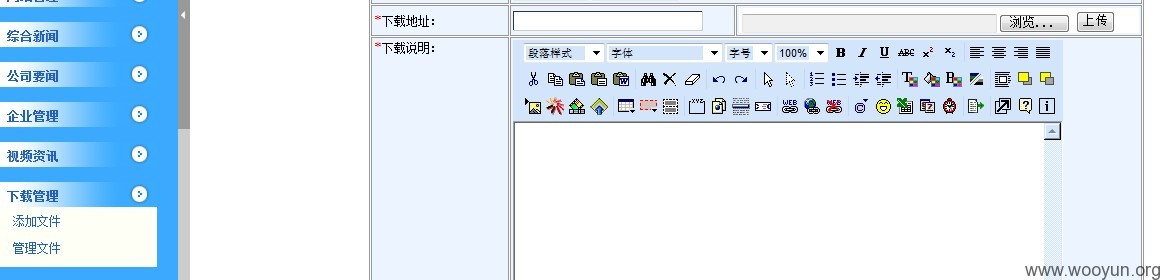 综合新闻
公司要闻
企业管理
视频资讯
下载管理
添加文件
管理文件
*下载地址：
浏览...
上传
*下载说明：
段落样式 字体 字号 100% B I U ABC x² x₂
www.wooyun.org